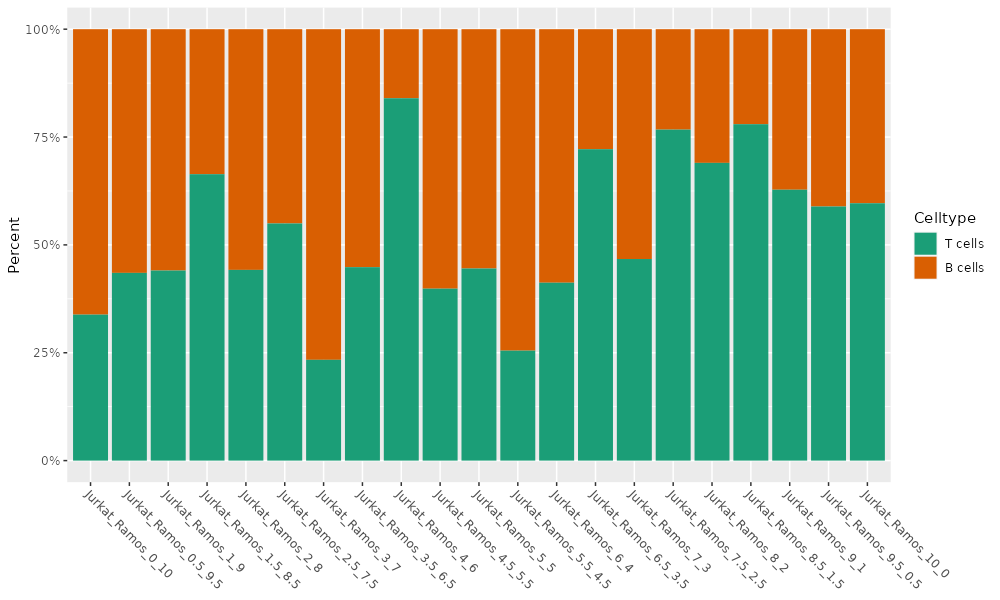 100%
75%
50%
25%
0%
Percent
Jurkat_Ramos_0_10
Jurkat_Ramos_0.5_9.5
Jurkat_Ramos_1_9
Jurkat_Ramos_1.5_8.5
Jurkat_Ramos_2_8
Jurkat_Ramos_2.5_7.5
Jurkat_Ramos_3_7
Jurkat_Ramos_3.5_6.5
Jurkat_Ramos_4_6
Jurkat_Ramos_4.5_5.5
Jurkat_Ramos_5_5
Jurkat_Ramos_5.5_4.5
Jurkat_Ramos_6_4
Jurkat_Ramos_6.5_3.5
Jurkat_Ramos_7_3
Jurkat_Ramos_7.5_2.5
Jurkat_Ramos_8_2
Jurkat_Ramos_8.5_1.5
Jurkat_Ramos_9_1
Jurkat_Ramos_9.5_0.5
Jurkat_Ramos_10_0
Celltype
T cells
B cells